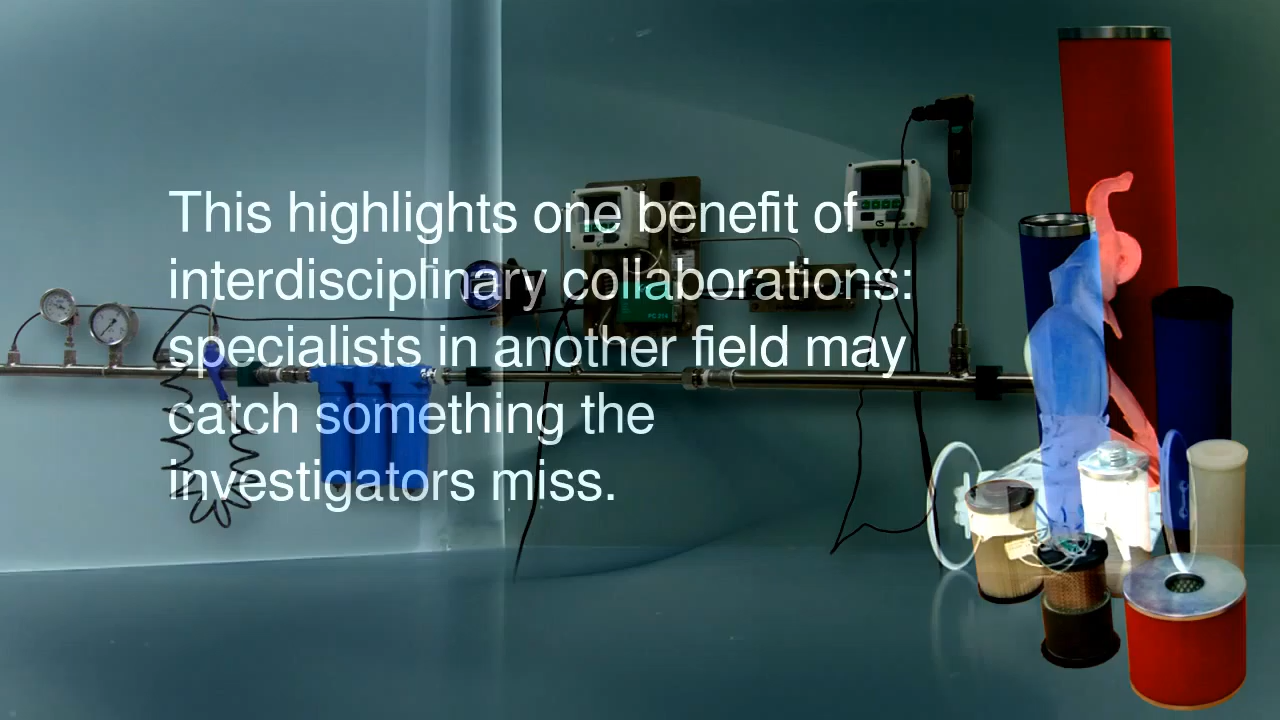 This highlights one benefit of
interdisciplinary collaborations:
specialists in another field may
catch something the
investigators miss.